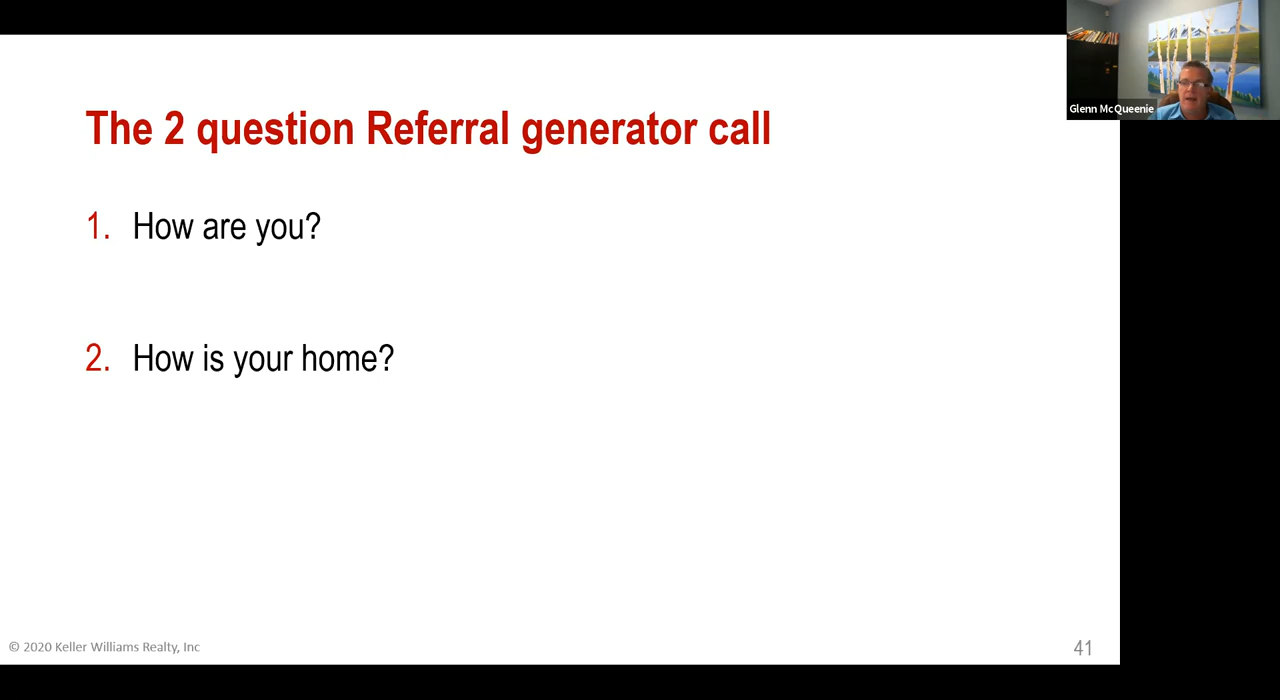 The 2 question Referral generator call
1. How are you?
2. How is your home?
© 2020 Keller Williams Realty, Inc
41
Glenn McQueenie